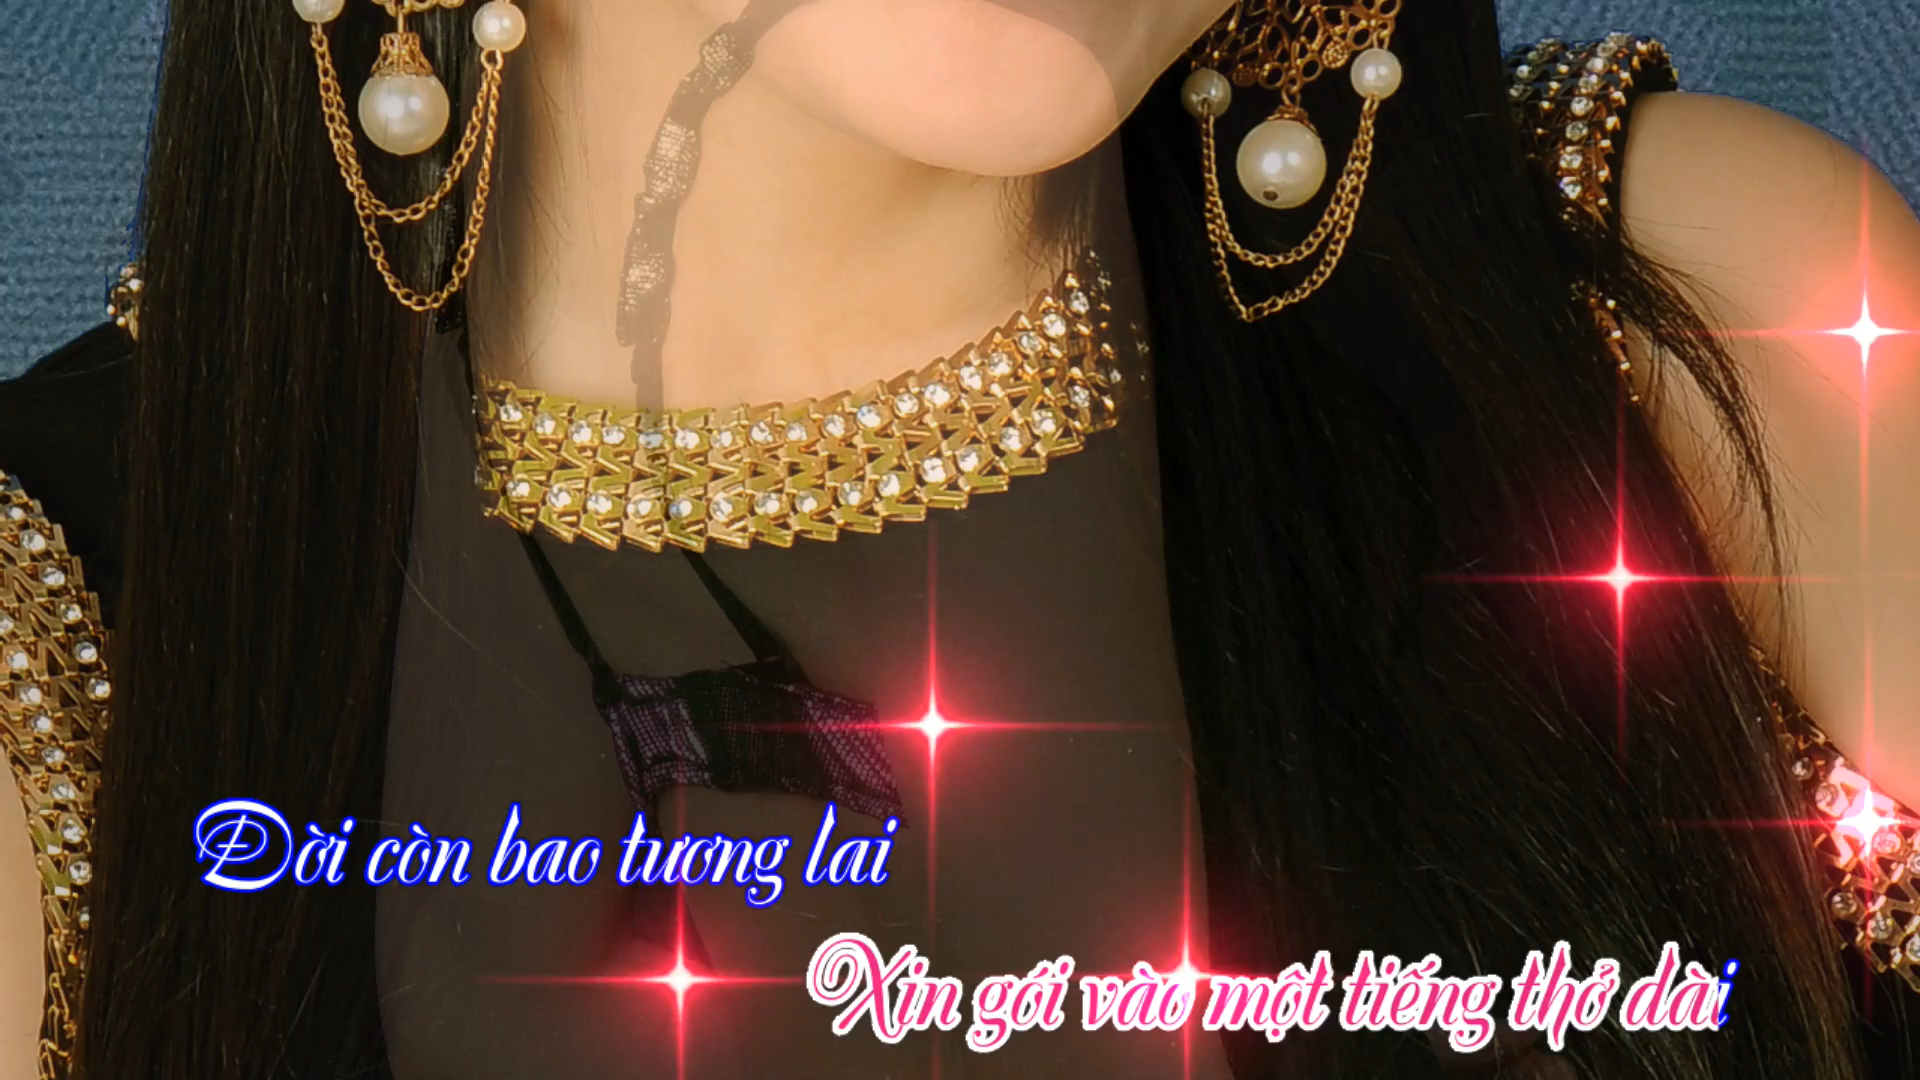 Đời còn bao tương lai
Xin gói vào một tiếng thở dài